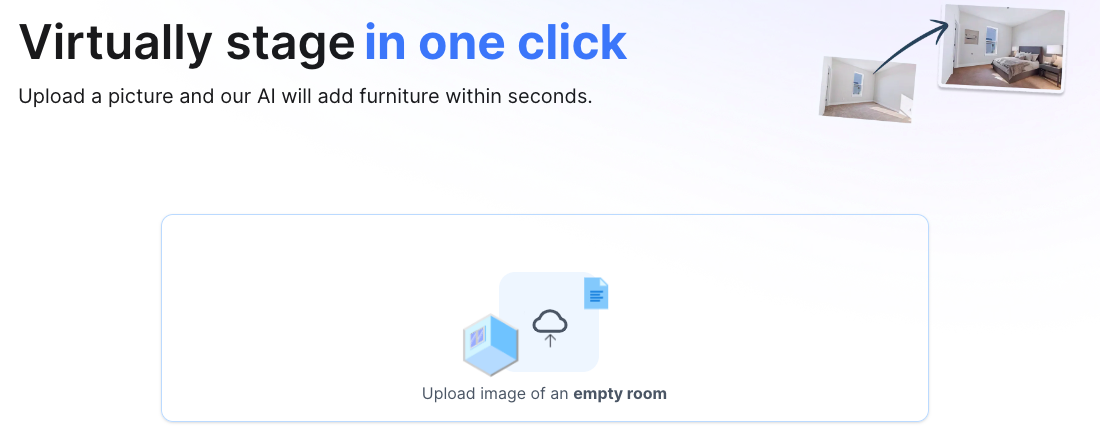 Virtually stage in one click
Upload a picture and our AI will add furniture within seconds.
Upload image of an empty room